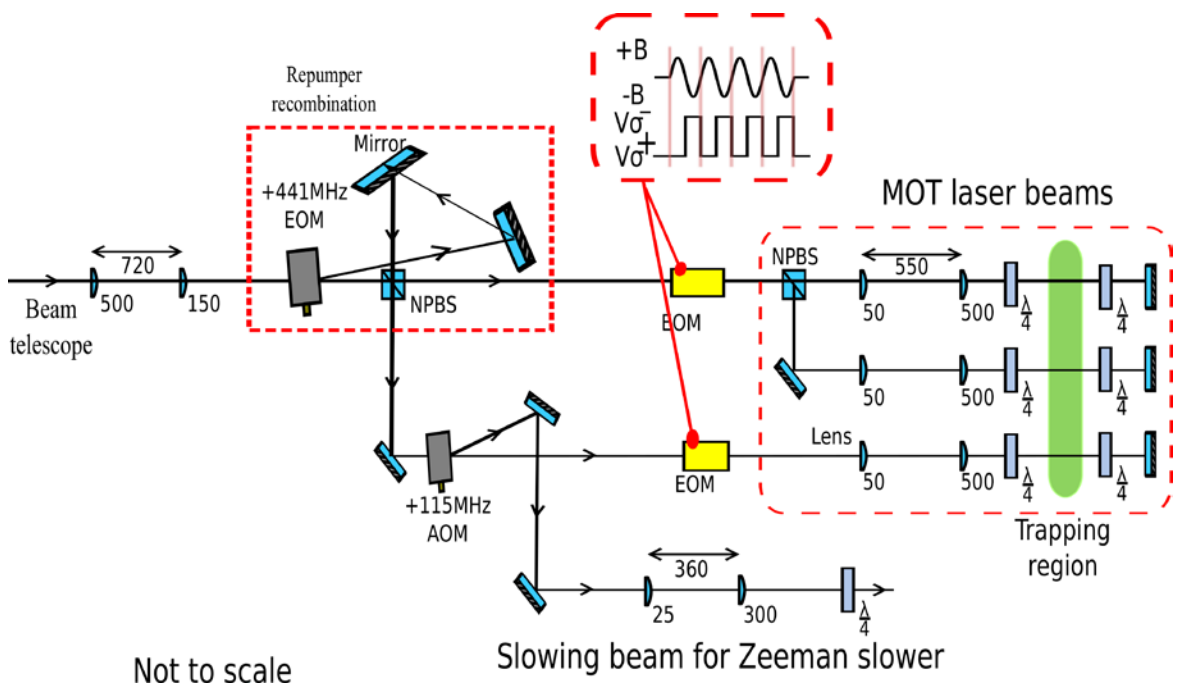 +B
-B
Vσ⁻
Vσ⁺
Repumper
recombination
Mirror
+441MHz
EOM
NPBS
720
500
150
Beam
telescope
EOM
MOT laser beams
NPBS
550
50
500
λ/4
λ/4
50
500
λ/4
λ/4
Lens
50
500
λ/4
λ/4
EOM
+115MHz
AOM
Trapping
region
360
25
300
λ/4
Slowing beam for Zeeman slower
Not to scale